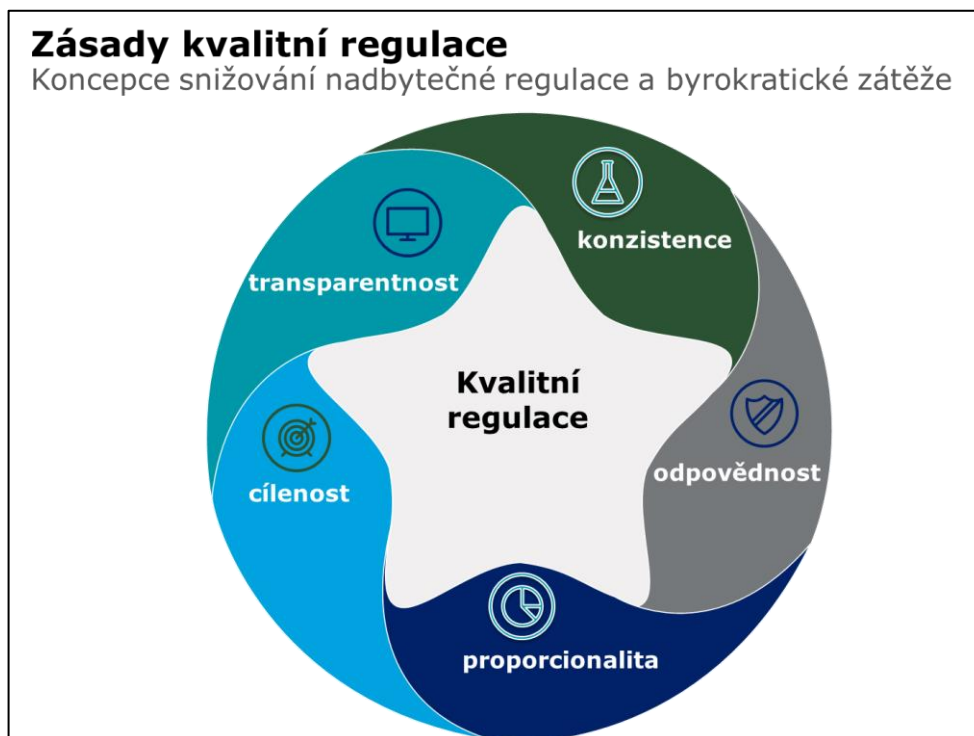 Zásady kvalitní regulace
Koncepce snižování nadbytečné regulace a byrokratické zátěže
konzistence
transparentnost
Kvalitní
regulace
odpovědnost
cílenost
proporcionalita